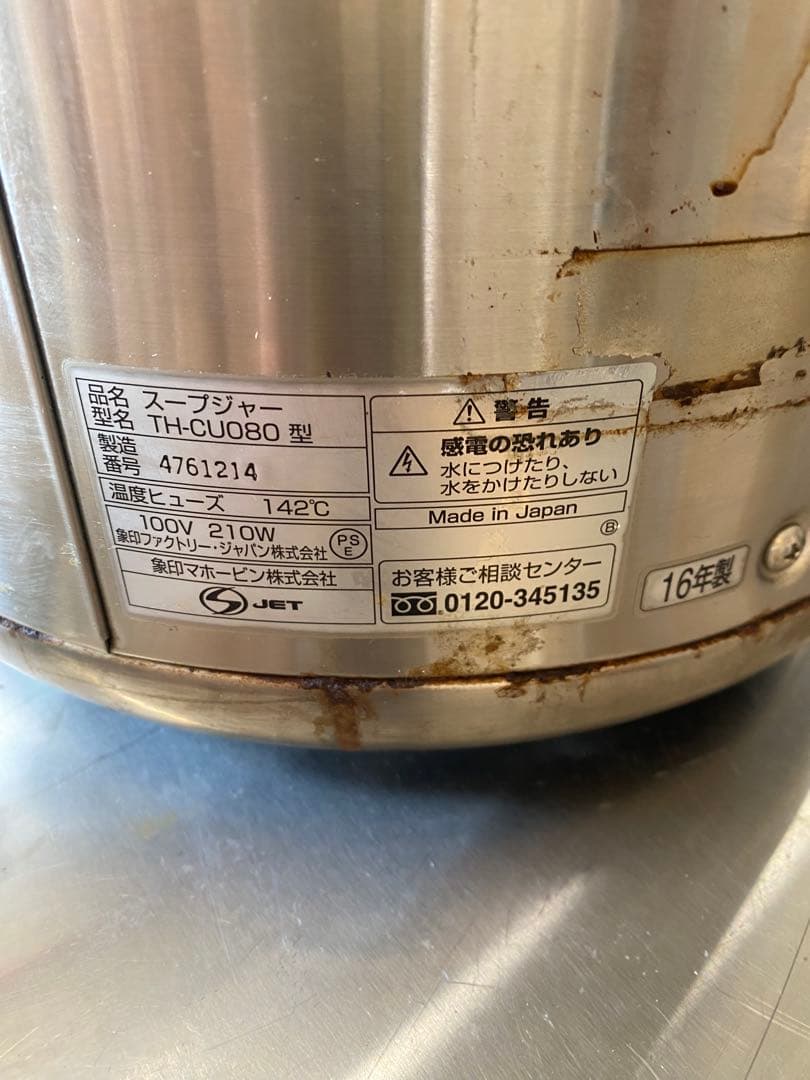 品名 スープジャー
型名 TH-CU080 型
製造
番号 4761214
温度ヒューズ 142℃
100V 210W
象印ファクトリー・ジャパン株式会社
PS
E
象印マホービン株式会社
JET
警告
感電の恐れあり
水につけたり、
水をかけたりしない
Made in Japan
Ⓑ
お客様ご相談センター
0120-345135
16年製